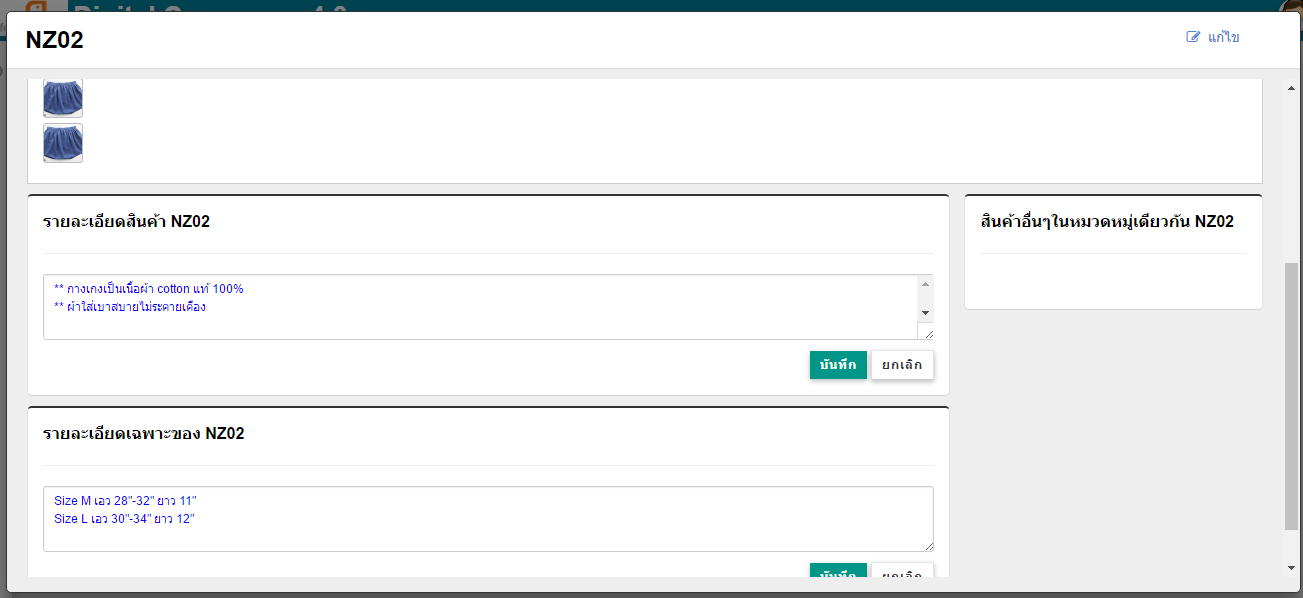 NZ02
แก้ไข
รายละเอียดสินค้า NZ02
สินค้าอื่นๆในหมวดหมู่เดียวกัน NZ02
** กางเกงเป็นเนื้อผ้า cotton แท้ 100%
** ผ้าใส่เบาสบายไม่ระคายเคือง
บันทึก ยกเลิก
รายละเอียดเฉพาะของ NZ02
Size M เอว 28"-32" ยาว 11"
Size L เอว 30"-34" ยาว 12"
บันทึก ยกเลิก